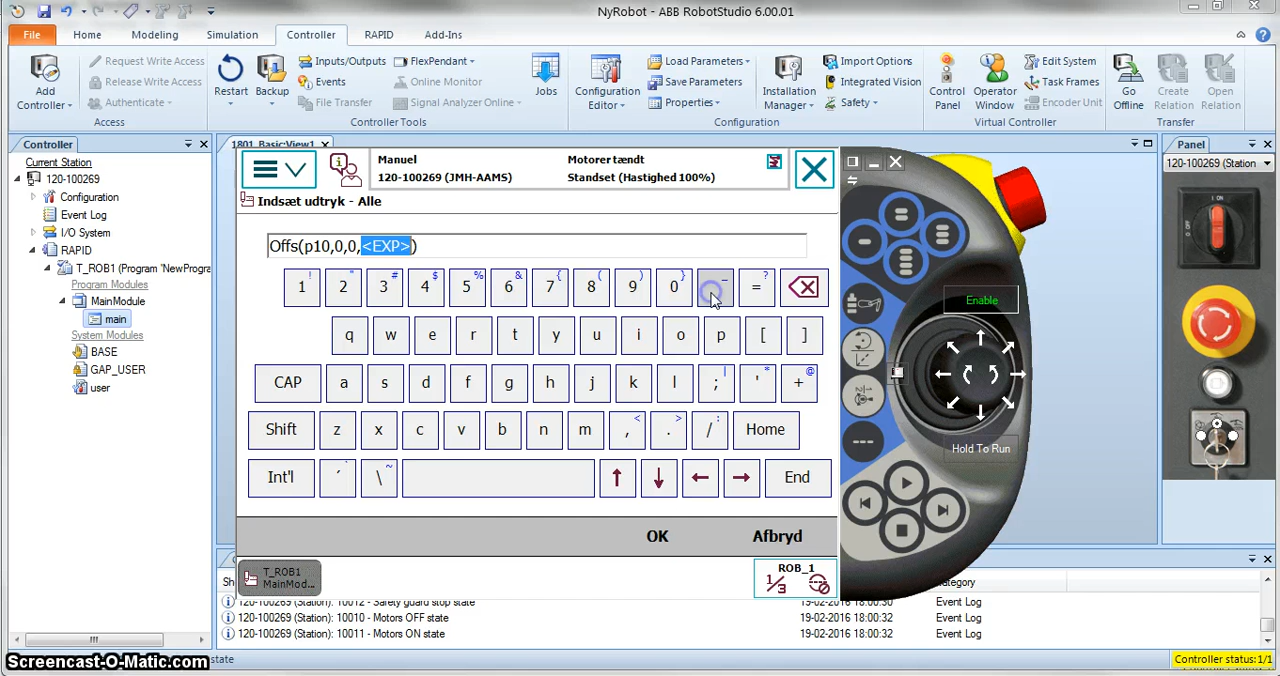 NyRobot - ABB RobotStudio 6.00.01
File Home Modeling Simulation Controller RAPID Add-Ins
Add Controller
Request Write Access
Release Write Access
Authenticate
Access
Restart
Backup
Inputs/Outputs
Events
File Transfer
FlexPendant
Online Monitor
Signal Analyzer Online
Controller Tools
Jobs
Configuration Editor
Load Parameters
Save Parameters
Properties
Configuration
Installation Manager
Import Options
Integrated Vision
Safety
Control Panel
Operator Window
Edit System
Task Frames
Encoder Unit
Virtual Controller
Go Offline
Create Relation
Open Relation
Transfer
Controller
Current Station
120-100269
Configuration
Event Log
I/O System
RAPID
T_ROB1 (Program 'NewProgra
Program Modules
MainModule
main
System Modules
BASE
GAP_USER
user
1801_Basic:View1
Manuel
120-100269 (JMH-AAMS)
Motorer tændt
Standset (Hastighed 100%)
Indsæt udtryk - Alle
Offs(p10,0,0,<EXP>)
1 ! 2 " 3 # 4 $ 5 % 6 & 7 { 8 ( 9 ) 0 } - _ = ?
q w e r t y u i o p [ ]
CAP a s d f g h j k l ; | ' * + @
Shift z x c v b n m , < . > / : Home
Int'l ´ ` \ ~ End
OK Afbryd
T_ROB1
MainMod...
ROB_1
1/3
Enable
Hold To Run
Panel
120-100269 (Station)
I ON
O OFF
Category
120-100269 (Station): 10012 - Safety guard stop state 19-02-2016 18:00:30 Event Log
120-100269 (Station): 10010 - Motors OFF state 19-02-2016 18:00:32 Event Log
120-100269 (Station): 10011 - Motors ON state 19-02-2016 18:00:32 Event Log
Screencast-O-Matic.com
state
Controller status:1/1